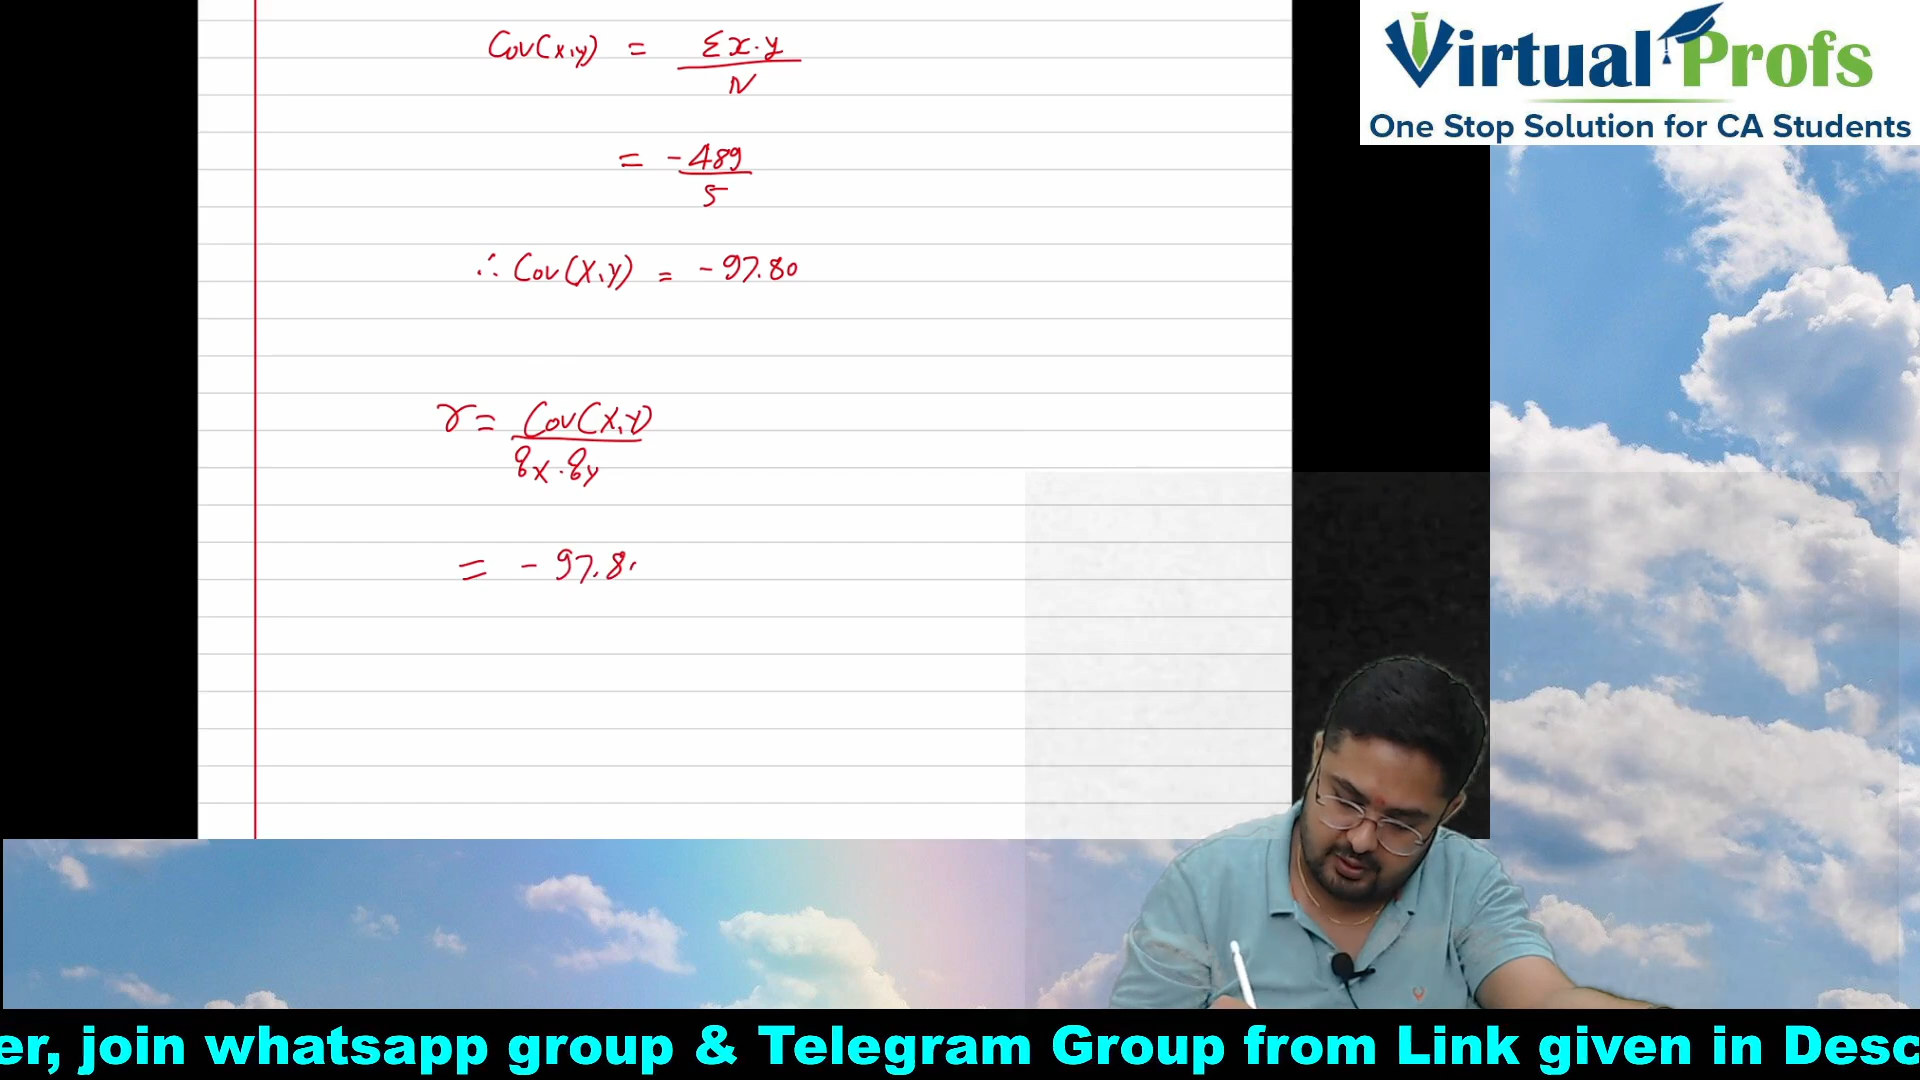 Cov(x,y) = Σx.y / N
= -489 / 5
∴ Cov(X,Y) = -97.80
r = Cov(X,Y) / σx.σy
= -97.8
Virtual Profs
One Stop Solution for CA Students
er, join whatsapp group & Telegram Group from Link given in Desc